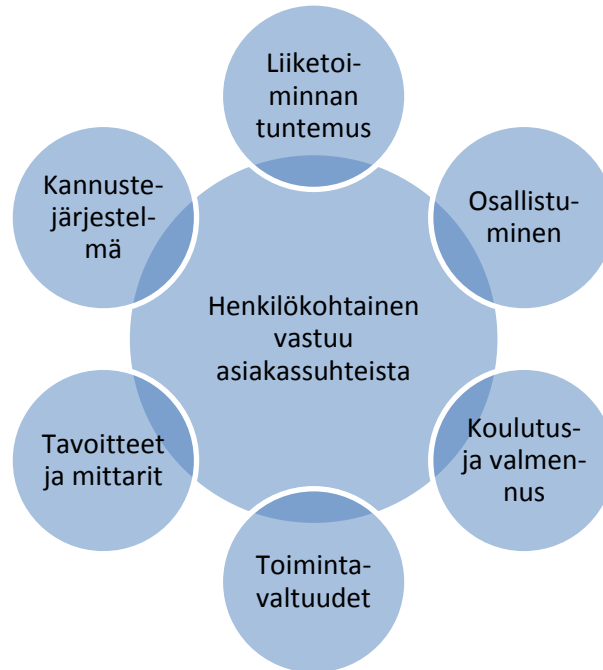 Liiketoi-
minnan
tuntemus
Osallistu-
minen
Koulutus-
ja valmen-
nus
Toiminta-
valtuudet
Tavoitteet
ja mittarit
Kannuste-
järjestel-
mä
Henkilökohtainen
vastuu
asiakassuhteista